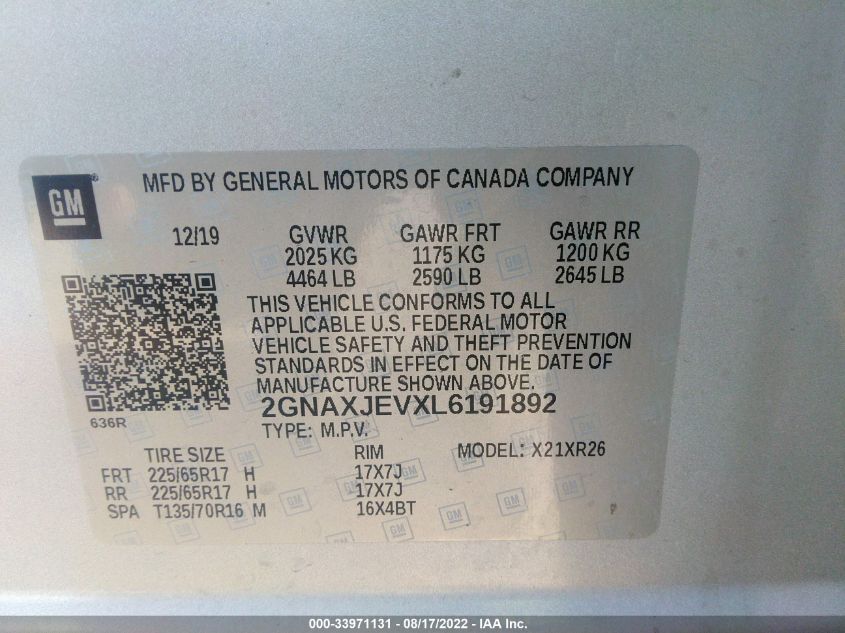 GM
MFD BY GENERAL MOTORS OF CANADA COMPANY
12/19 GVWR GAWR FRT GAWR RR
2025 KG 1175 KG 1200 KG
4464 LB 2590 LB 2645 LB
THIS VEHICLE CONFORMS TO ALL
APPLICABLE U.S. FEDERAL MOTOR
VEHICLE SAFETY AND THEFT PREVENTION
STANDARDS IN EFFECT ON THE DATE OF
MANUFACTURE SHOWN ABOVE.
636R
2GNAXJEVXL6191892
TYPE: M.P.V.
TIRE SIZE RIM MODEL: X21XR26
FRT 225/65R17 H 17X7J
RR 225/65R17 H 17X7J
SPA T135/70R16 M 16X4BT
000-33971131 - 08/17/2022 - IAA Inc.